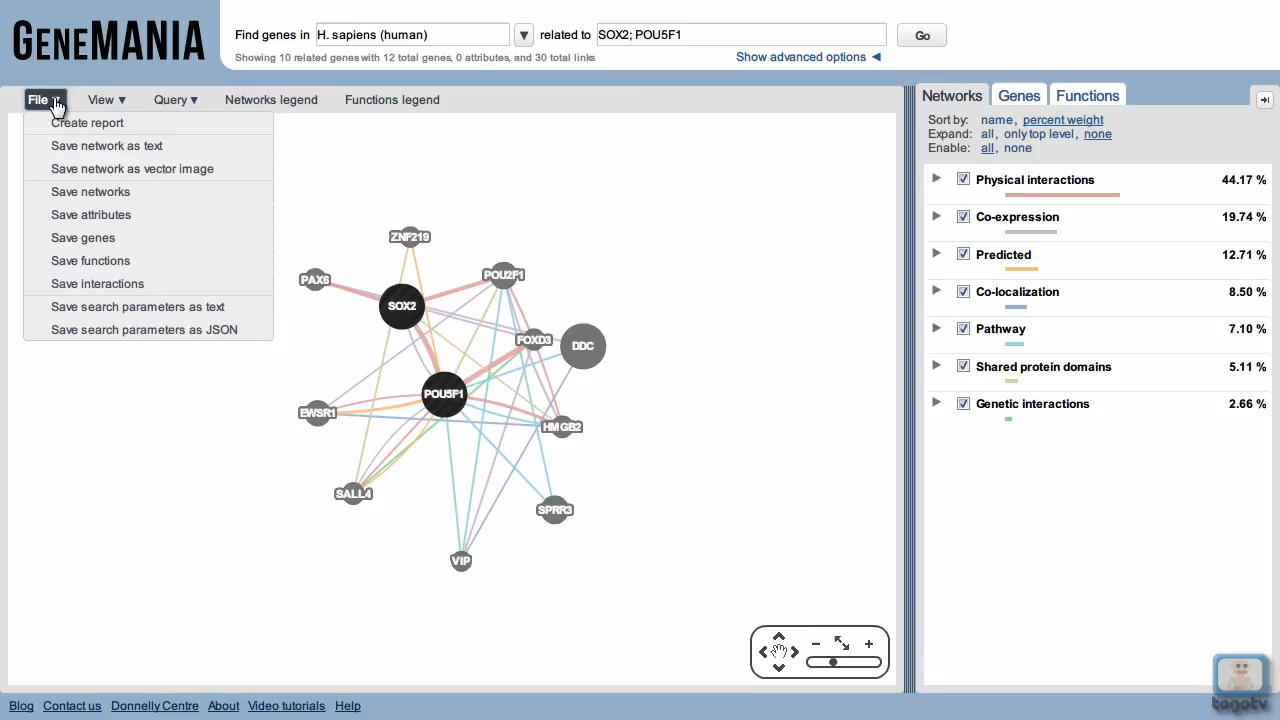 GENEMANIA
Find genes in H. sapiens (human) ▼ related to SOX2; POU5F1 Go
Showing 10 related genes with 12 total genes, 0 attributes, and 30 total links
Show advanced options ◀
File View ▼ Query ▼ Networks legend Functions legend
Create report
Save network as text
Save network as vector image
Save networks
Save attributes
Save genes
Save functions
Save interactions
Save search parameters as text
Save search parameters as JSON
ZNF219
PAX6
POU2F1
SOX2
FOXD3
DDC
POU5F1
EWSR1
HMGB2
SALL4
SPRR3
VIP
Networks Genes Functions
Sort by: name, percent weight
Expand: all, only top level, none
Enable: all, none
Physical interactions 44.17 %
Co-expression 19.74 %
Predicted 12.71 %
Co-localization 8.50 %
Pathway 7.10 %
Shared protein domains 5.11 %
Genetic interactions 2.66 %
tagotv
Blog Contact us Donnelly Centre About Video tutorials Help